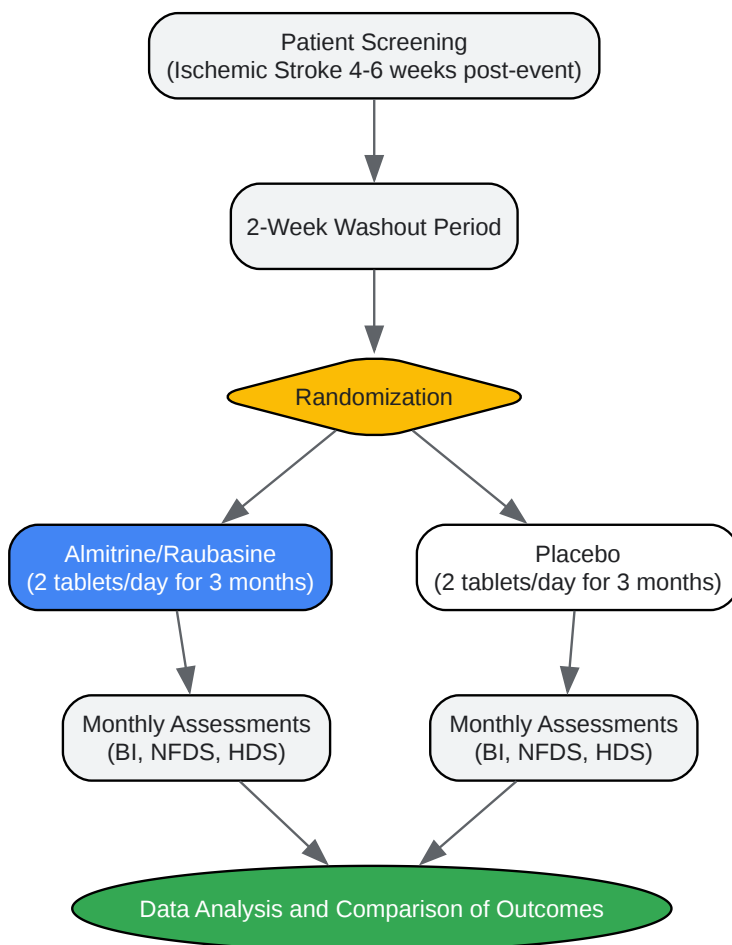 Patient Screening
(Ischemic Stroke 4-6 weeks post-event)
2-Week Washout Period
Randomization
Almitrine/Raubasine
(2 tablets/day for 3 months)
Placebo
(2 tablets/day for 3 months)
Monthly Assessments
(BI, NFDS, HDS)
Monthly Assessments
(BI, NFDS, HDS)
Data Analysis and Comparison of Outcomes